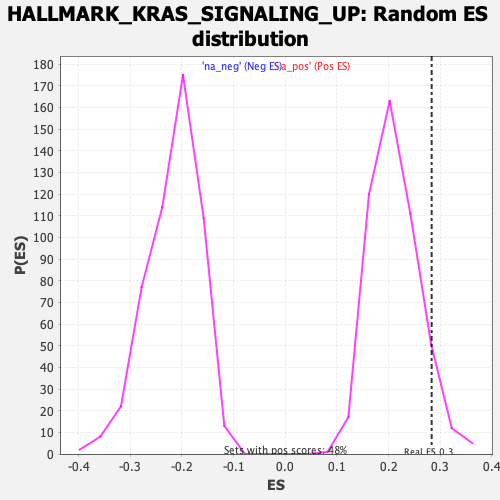 HALLMARK_KRAS_SIGNALING_UP: Random ES
distribution
'na_neg' (Neg ES)a_pos' (Pos ES)
180
170
160
150
140
130
120
110
100
90
80
70
60
50
40
30
20
10
0
P(ES)
Sets with pos scores: 48%
Real ES 0.3
-0.4 -0.3 -0.2 -0.1 0.0 0.1 0.2 0.3 0.4
ES